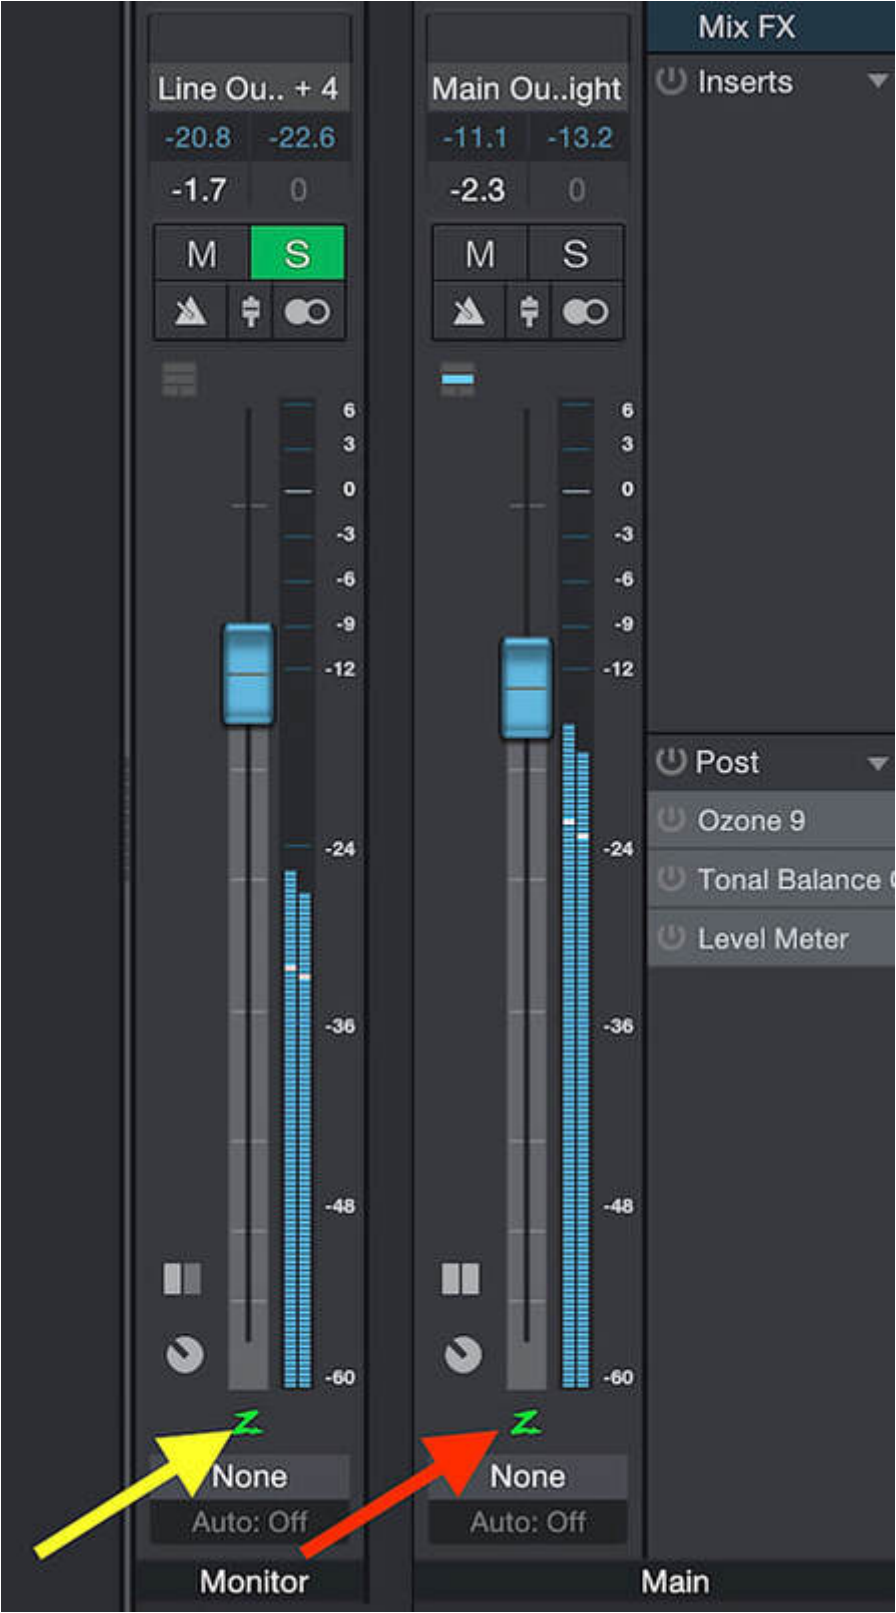 Mix FX
Inserts
Line Ou.. + 4
-20.8 -22.6
-1.7 0
M S
6
3
0
-3
-6
-9
-12
-24
-36
-48
-60
None
Auto: Off
Monitor
Main Ou..ight
-11.1 -13.2
-2.3 0
M S
6
3
0
-3
-6
-9
-12
-24
-36
-48
-60
None
Auto: Off
Post
Ozone 9
Tonal Balance
Level Meter
Main